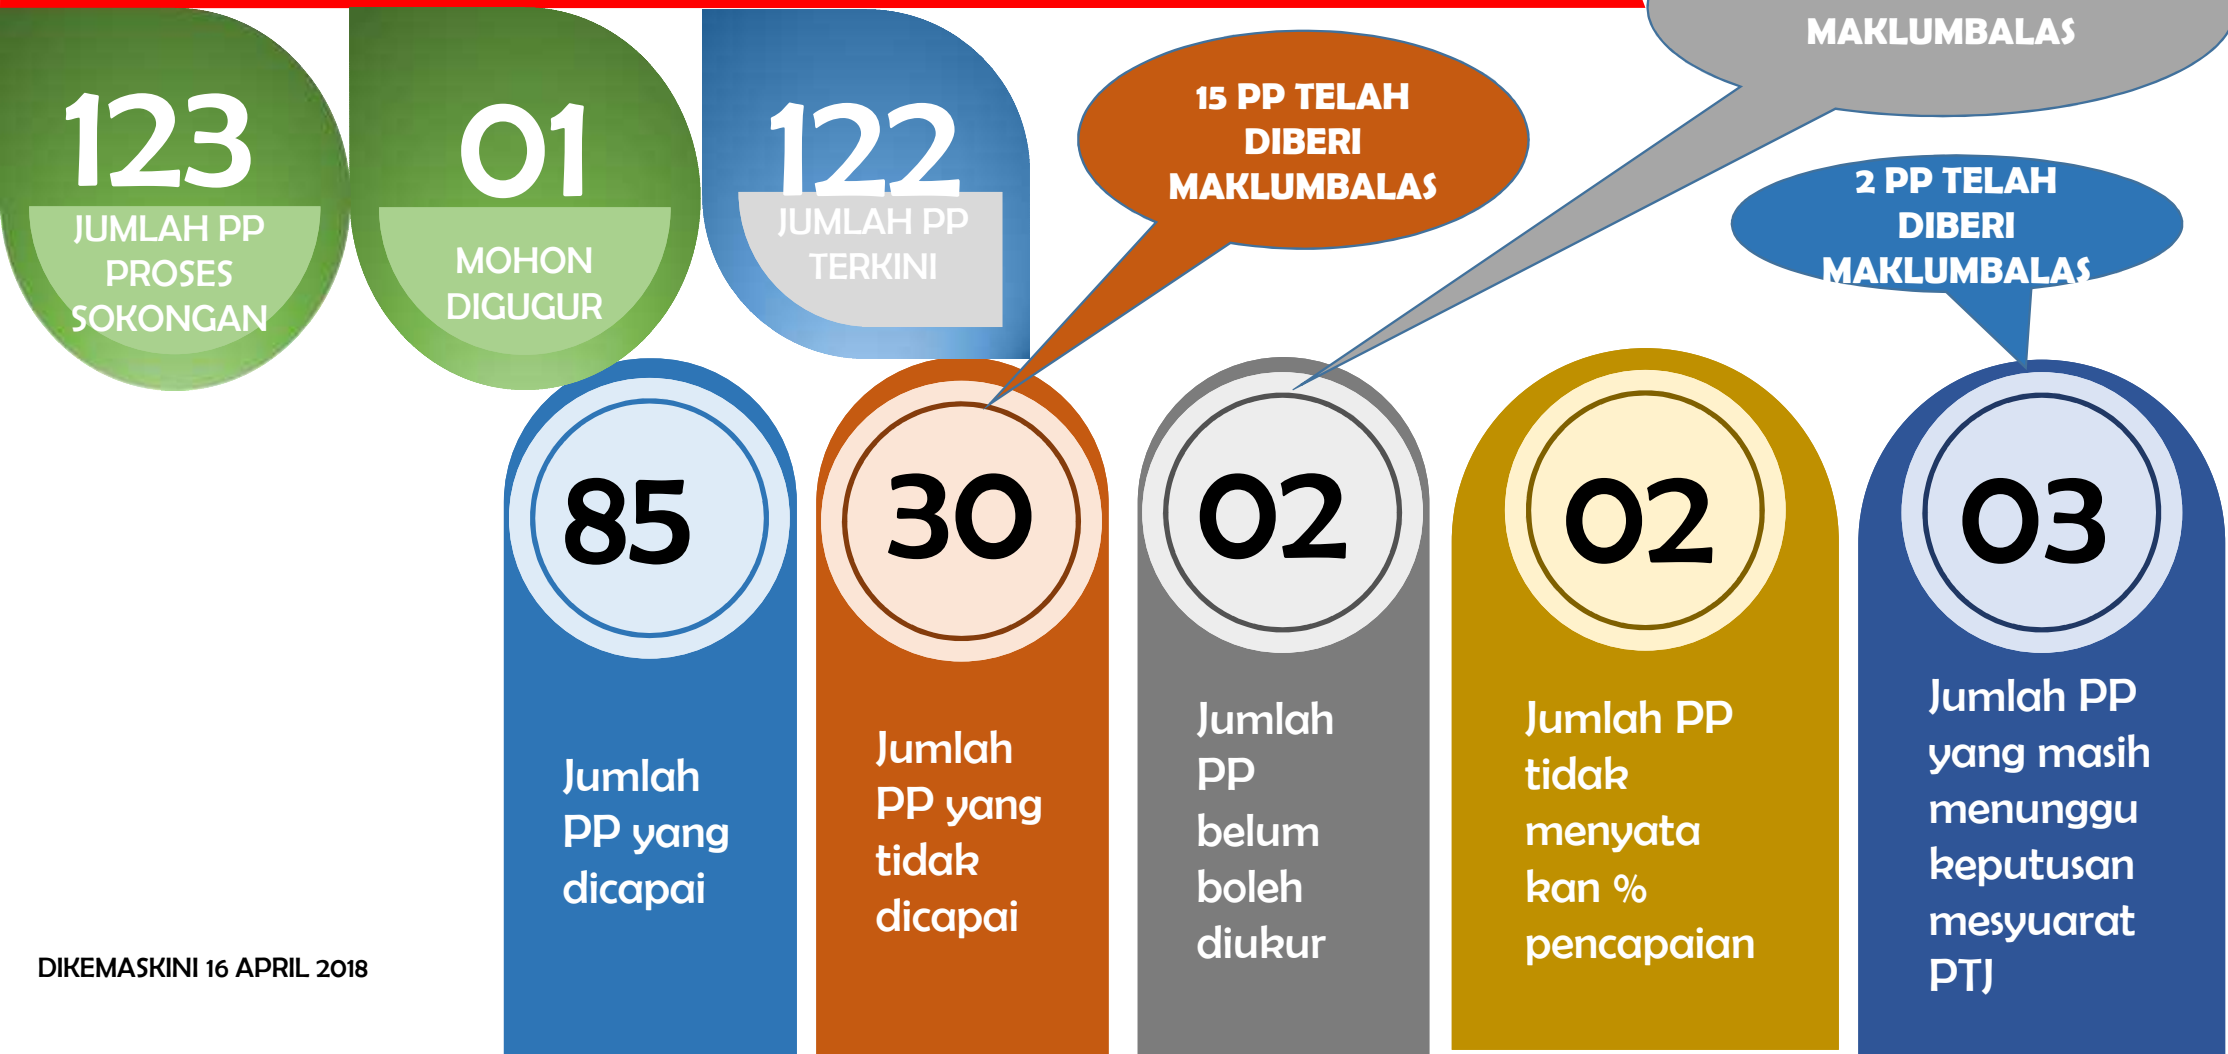 123
JUMLAH PP
PROSES
SOKONGAN
01
MOHON
DIGUGUR
122
JUMLAH PP
TERKINI
15 PP TELAH
DIBERI
MAKLUMBALAS
MAKLUMBALAS
2 PP TELAH
DIBERI
MAKLUMBALAS
85
Jumlah
PP yang
dicapai
30
Jumlah
PP yang
tidak
dicapai
02
Jumlah
PP
belum
boleh
diukur
02
Jumlah PP
tidak
menyata
kan %
pencapaian
03
Jumlah PP
yang masih
menunggu
keputusan
mesyuarat
PTJ
DIKEMASKINI 16 APRIL 2018